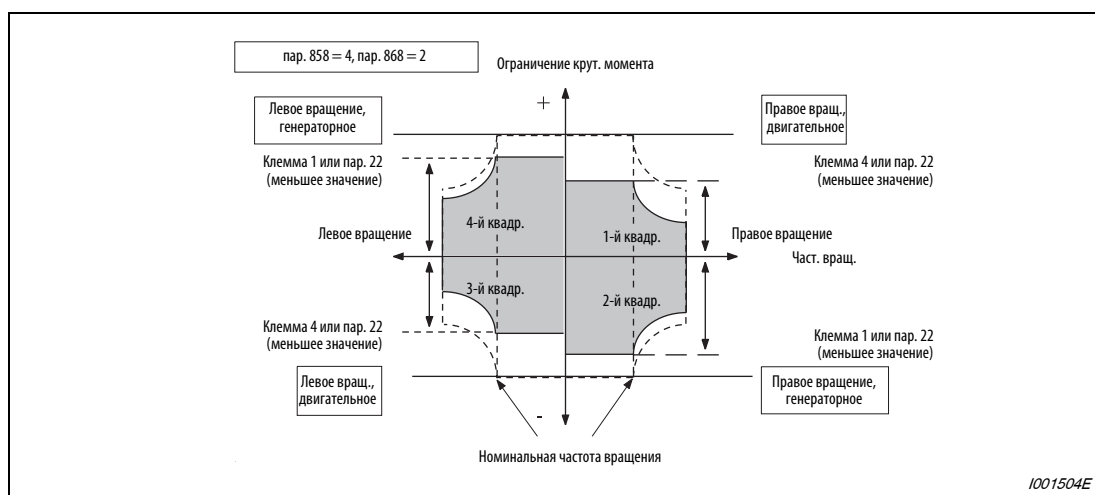 пар. 858 = 4, пар. 868 = 2
Ограничение крут. момента
+
Левое вращение,
генераторное
Правое вращ.,
двигательное
Клемма 1 или пар. 22
(меньшее значение)
Клемма 4 или пар. 22
(меньшее значение)
4-й квадр.
1-й квадр.
Левое вращение
Правое вращение
Част. вращ.
3-й квадр.
2-й квадр.
Клемма 4 или пар. 22
(меньшее значение)
Клемма 1 или пар. 22
(меньшее значение)
Левое вращ.,
двигательное
Правое вращение,
генераторное
-
Номинальная частота вращения
I001504E